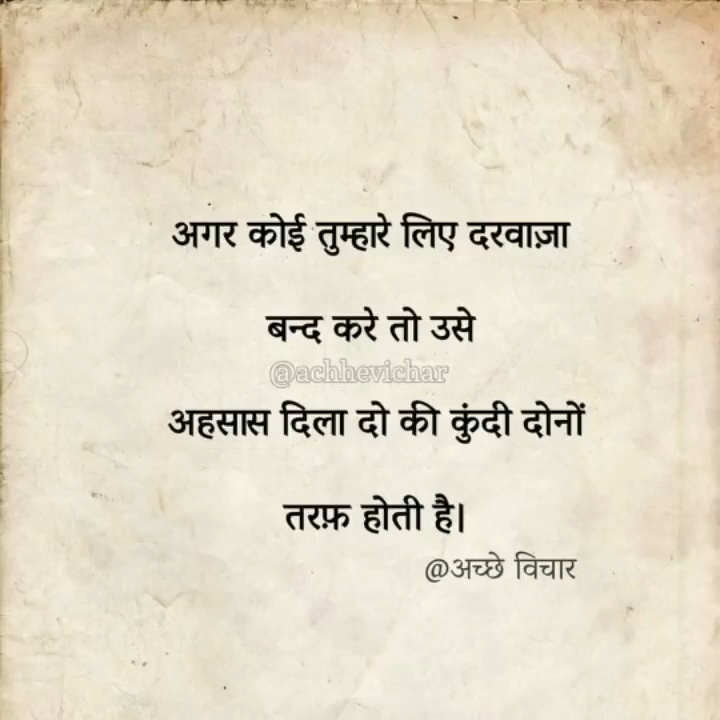 अगर कोई तुम्हारे लिए दरवाज़ा
बन्द करे तो उसे
@achhevichar
अहसास दिला दो की कुंदी दोनों
तरफ़ होती है।
@अच्छे विचार